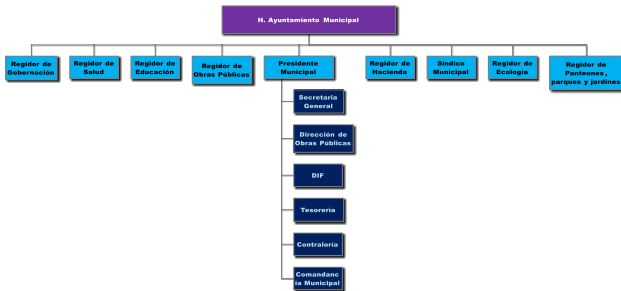 H. Ayuntamiento Municipal
Regidor de
Gobernación
Regidor de
Salud
Regidor de
Educación
Regidor de
Obras Públicas
Presidente
Municipal
Regidor de
Hacienda
Síndico
Municipal
Regidor de
Ecología
Regidor de
Panteones,
parques y jardines
Secretaria
General
Dirección de
Obras Públicas
DIF
Tesorería
Contraloría
Comandanc
ia Municipal